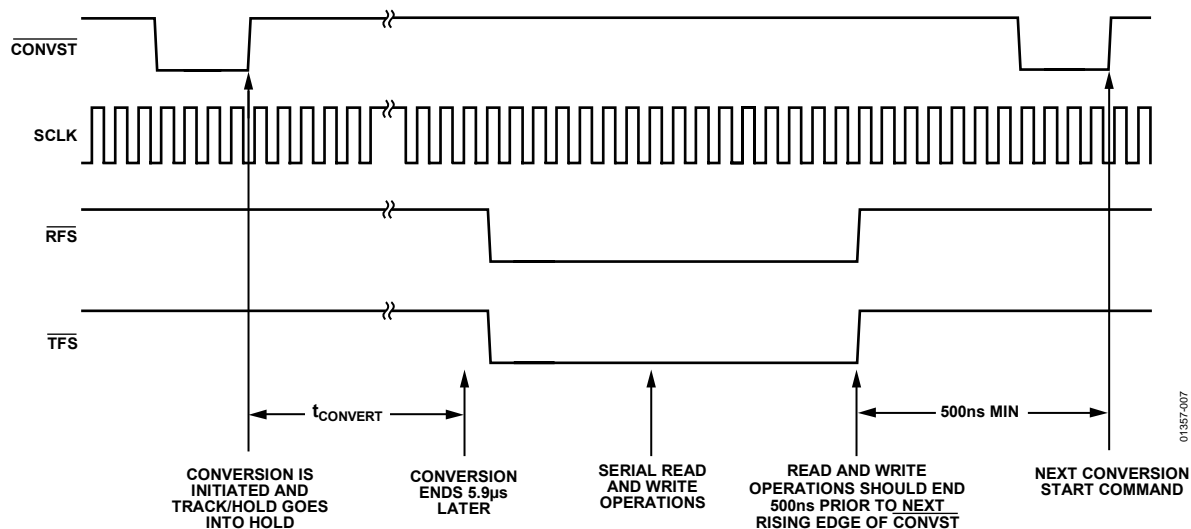 CONVST
SCLK
RFS
TFS
tCONVERT
500ns MIN
CONVERSION IS
INITIATED AND
TRACK/HOLD GOES
INTO HOLD
CONVERSION
ENDS 5.9µs
LATER
SERIAL READ
AND WRITE
OPERATIONS
READ AND WRITE
OPERATIONS SHOULD END
500ns PRIOR TO NEXT
RISING EDGE OF CONVST
NEXT CONVERSION
START COMMAND
01357-007